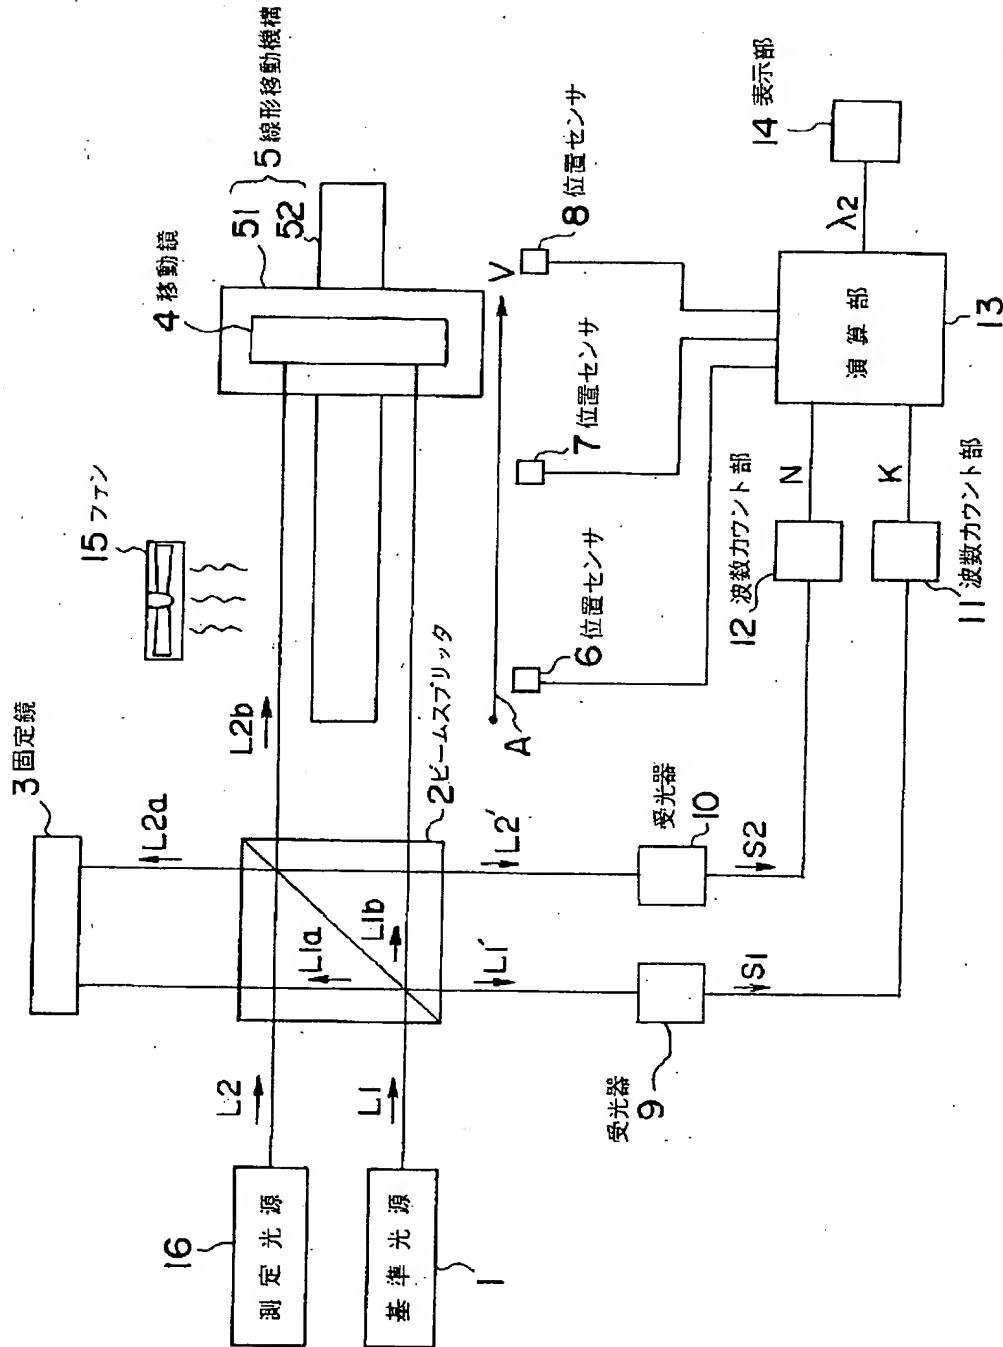 5 線形移動機構
51
52
4 移動鏡
8 位置センサ
14 表示部
V
λ2
7 位置センサ
演算部
13
15 ファン
6 位置センサ
N
K
12 波数カウント部
11 波数カウント部
A
L2b
3 固定鏡
2 ビームスプリッタ
L2a
L2'
L1b
L1a
L1'
受光器
10
S2
S1
受光器
9
L2
L1
16
測定光源
基準光源
1